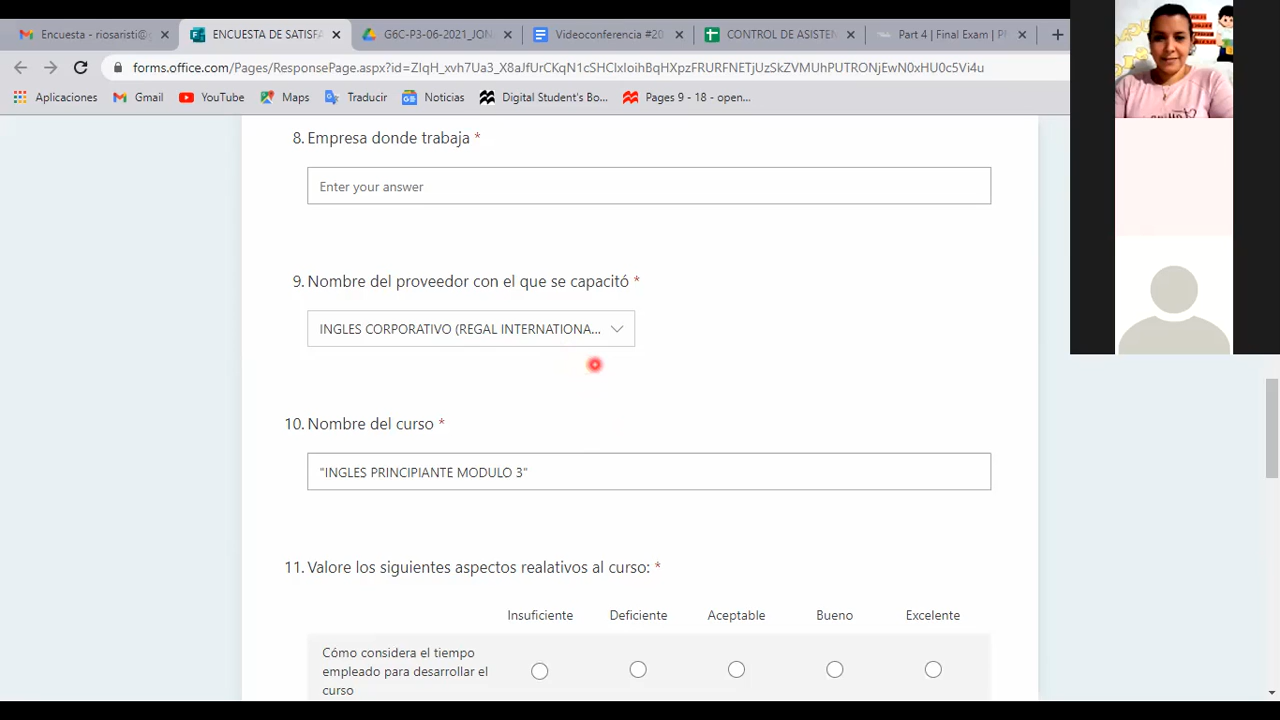 Encuesta - riosaristi@
ENCUESTA DE SATISFA
G6C-P3-03-2021_JON
Videoconferencia #20
CONTROL DE ASISTEN
Part 4, Oral Exam | Ph
forms.office.com/Pages/ResponsePage.aspx?id=
Aplicaciones
Gmail
YouTube
Maps
Traducir
Noticias
Digital Student's Bo...
Pages 9 - 18 - open...
8. Empresa donde trabaja *
Enter your answer
9. Nombre del proveedor con el que se capacitó *
INGLES CORPORATIVO (REGAL INTERNATIONA...
10. Nombre del curso *
"INGLES PRINCIPIANTE MODULO 3"
11. Valore los siguientes aspectos realativos al curso: *
Insuficiente
Deficiente
Aceptable
Bueno
Excelente
Cómo considera el tiempo
empleado para desarrollar el
curso